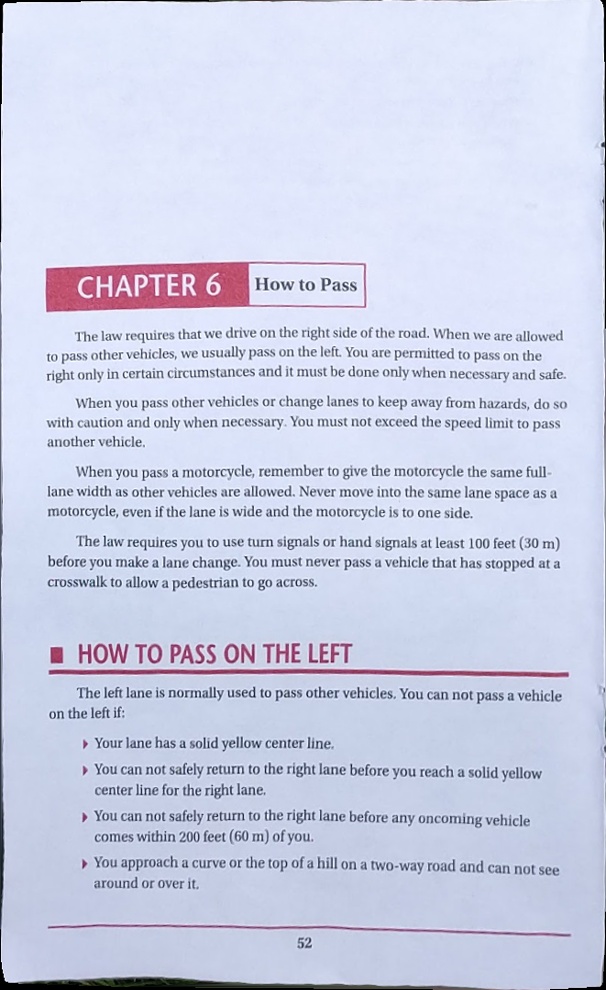 CHAPTER 6 How to Pass
The law requires that we drive on the right side of the road. When we are allowed
to pass other vehicles, we usually pass on the left. You are permitted to pass on the
right only in certain circumstances and it must be done only when necessary and safe.
When you pass other vehicles or change lanes to keep away from hazards, do so
with caution and only when necessary. You must not exceed the speed limit to pass
another vehicle.
When you pass a motorcycle, remember to give the motorcycle the same full-
lane width as other vehicles are allowed. Never move into the same lane space as a
motorcycle, even if the lane is wide and the motorcycle is to one side.
The law requires you to use turn signals or hand signals at least 100 feet (30 m)
before you make a lane change. You must never pass a vehicle that has stopped at a
crosswalk to allow a pedestrian to go across.
HOW TO PASS ON THE LEFT
The left lane is normally used to pass other vehicles. You can not pass a vehicle
on the left if:
Your lane has a solid yellow center line.
You can not safely return to the right lane before you reach a solid yellow
center line for the right lane.
You can not safely return to the right lane before any oncoming vehicle
comes within 200 feet (60 m) of you.
You approach a curve or the top of a hill on a two-way road and can not see
around or over it.
52